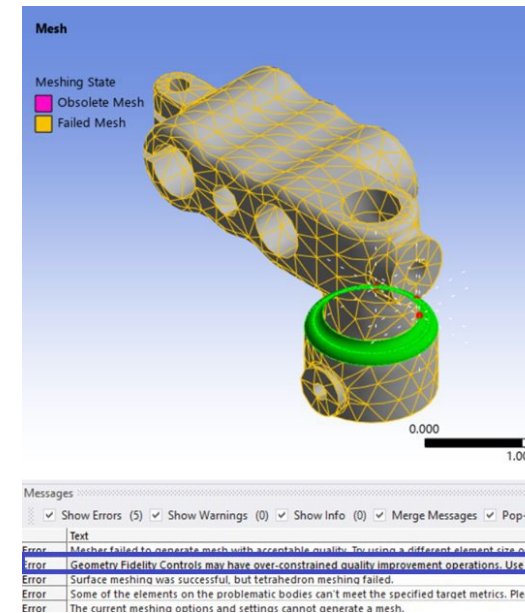 Mesh
Meshing State
Obsolete Mesh
Failed Mesh
0.000
1.00
Messages
Show Errors (5) Show Warnings (0) Show Info (0) Merge Messages Pop-
Text
Error Mesher failed to generate mesh with acceptable quality. Try using a different element size o
Error Geometry Fidelity Controls may have over-constrained quality improvement operations. Use
Error Surface meshing was successful, but tetrahedron meshing failed.
Error Some of the elements on the problematic bodies can't meet the specified target metrics. Ple
Error The current meshing options and settings cannot generate a mesh.